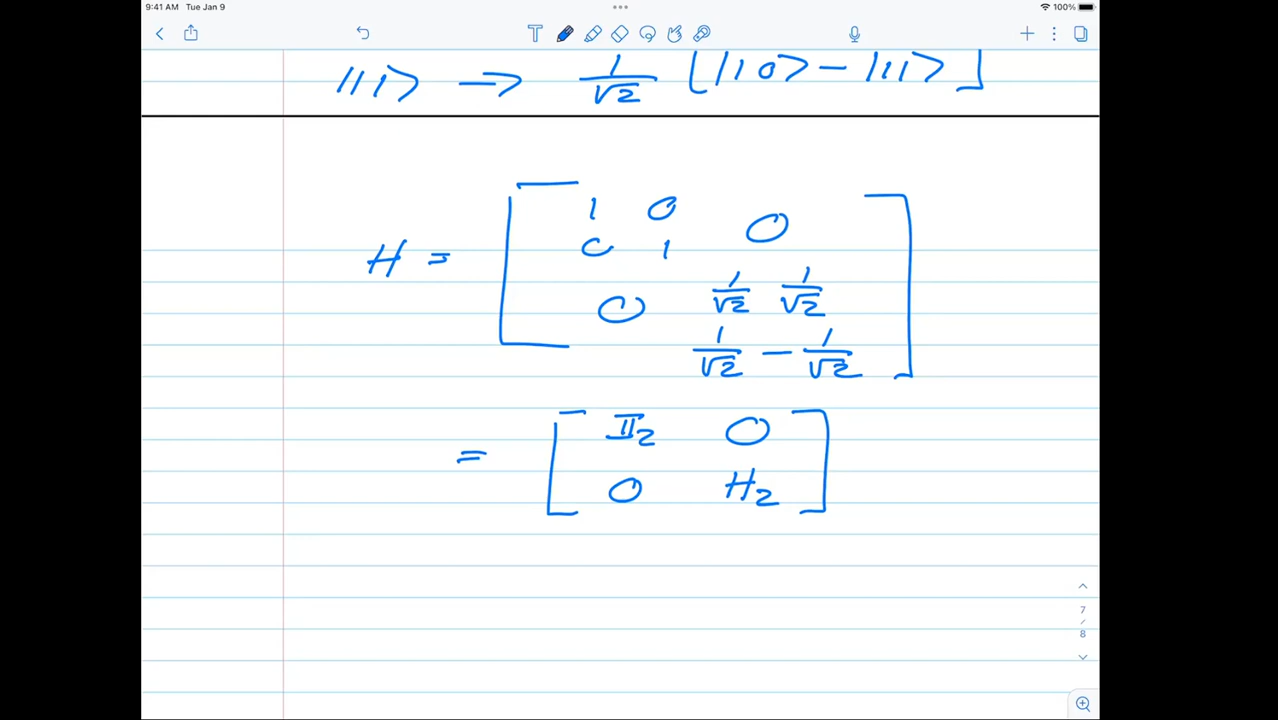 9:41 AM Tue Jan 9
100%
|11⟩ → 1/√2 [|10⟩ − |11⟩]
H = [ 1 0 0
0 1
0 1/√2 1/√2
1/√2 − 1/√2 ]
= [ 𝕀₂ 0
0 H₂ ]
7
/
8